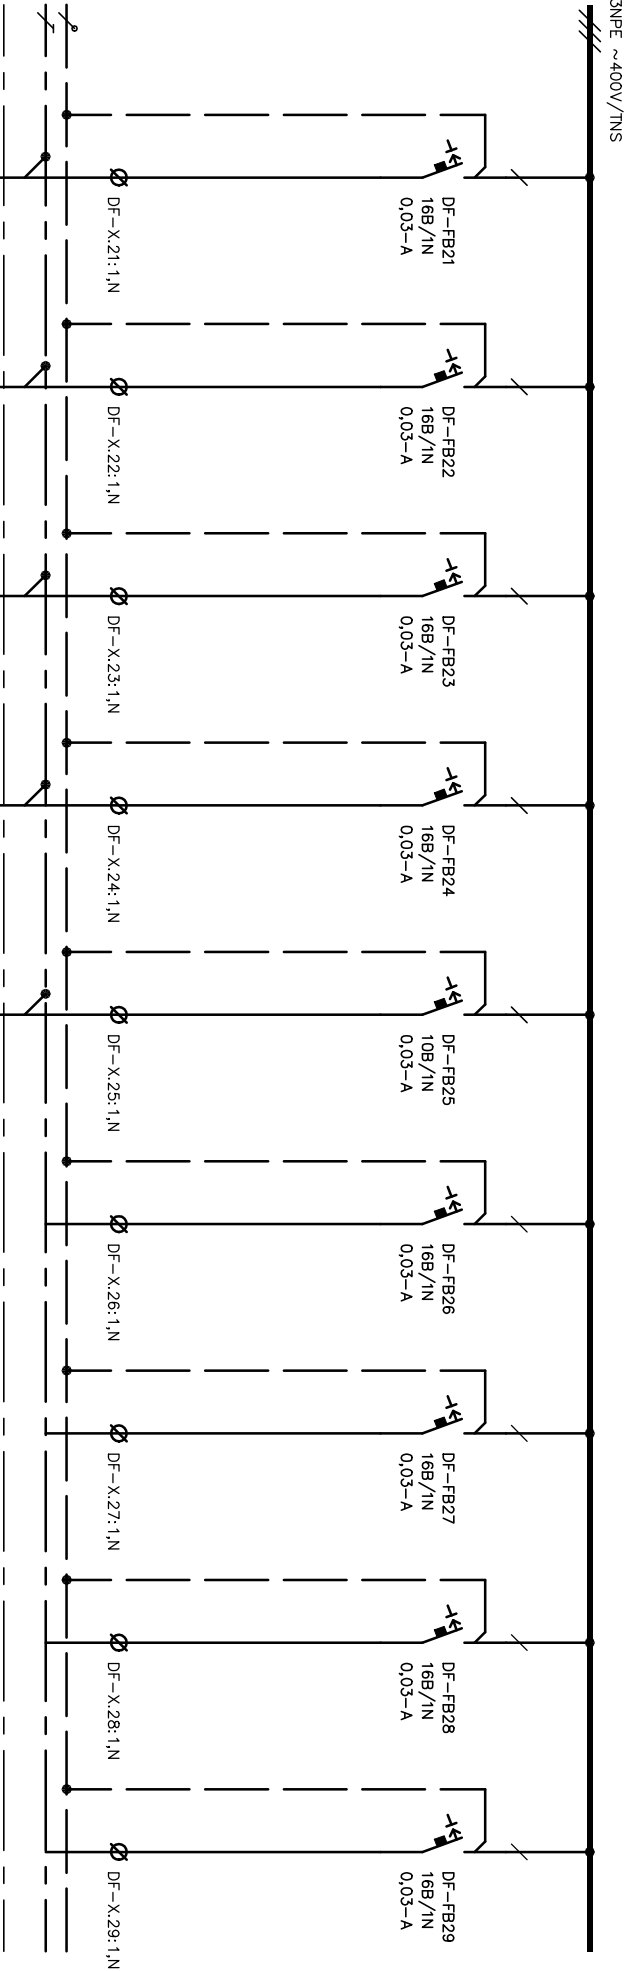 3NPE ~400V/TNS
DF-FB21
16B/1N
0,03-A
DF-X.21:1,N
DF-FB22
16B/1N
0,03-A
DF-X.22:1,N
DF-FB23
16B/1N
0,03-A
DF-X.23:1,N
DF-FB24
16B/1N
0,03-A
DF-X.24:1,N
DF-FB25
10B/1N
0,03-A
DF-X.25:1,N
DF-FB26
16B/1N
0,03-A
DF-X.26:1,N
DF-FB27
16B/1N
0,03-A
DF-X.27:1,N
DF-FB28
16B/1N
0,03-A
DF-X.28:1,N
DF-FB29
16B/1N
0,03-A
DF-X.29:1,N